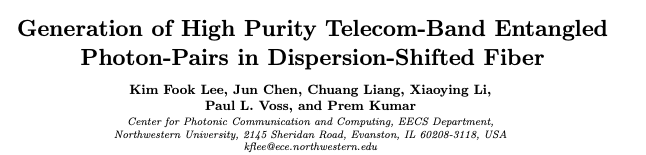 Generation of High Purity Telecom-Band Entangled
Photon-Pairs in Dispersion-Shifted Fiber
Kim Fook Lee, Jun Chen, Chuang Liang, Xiaoying Li,
Paul L. Voss, and Prem Kumar
Center for Photonic Communication and Computing, EECS Department,
Northwestern University, 2145 Sheridan Road, Evanston, IL 60208-3118, USA
kflee@ece.northwestern.edu